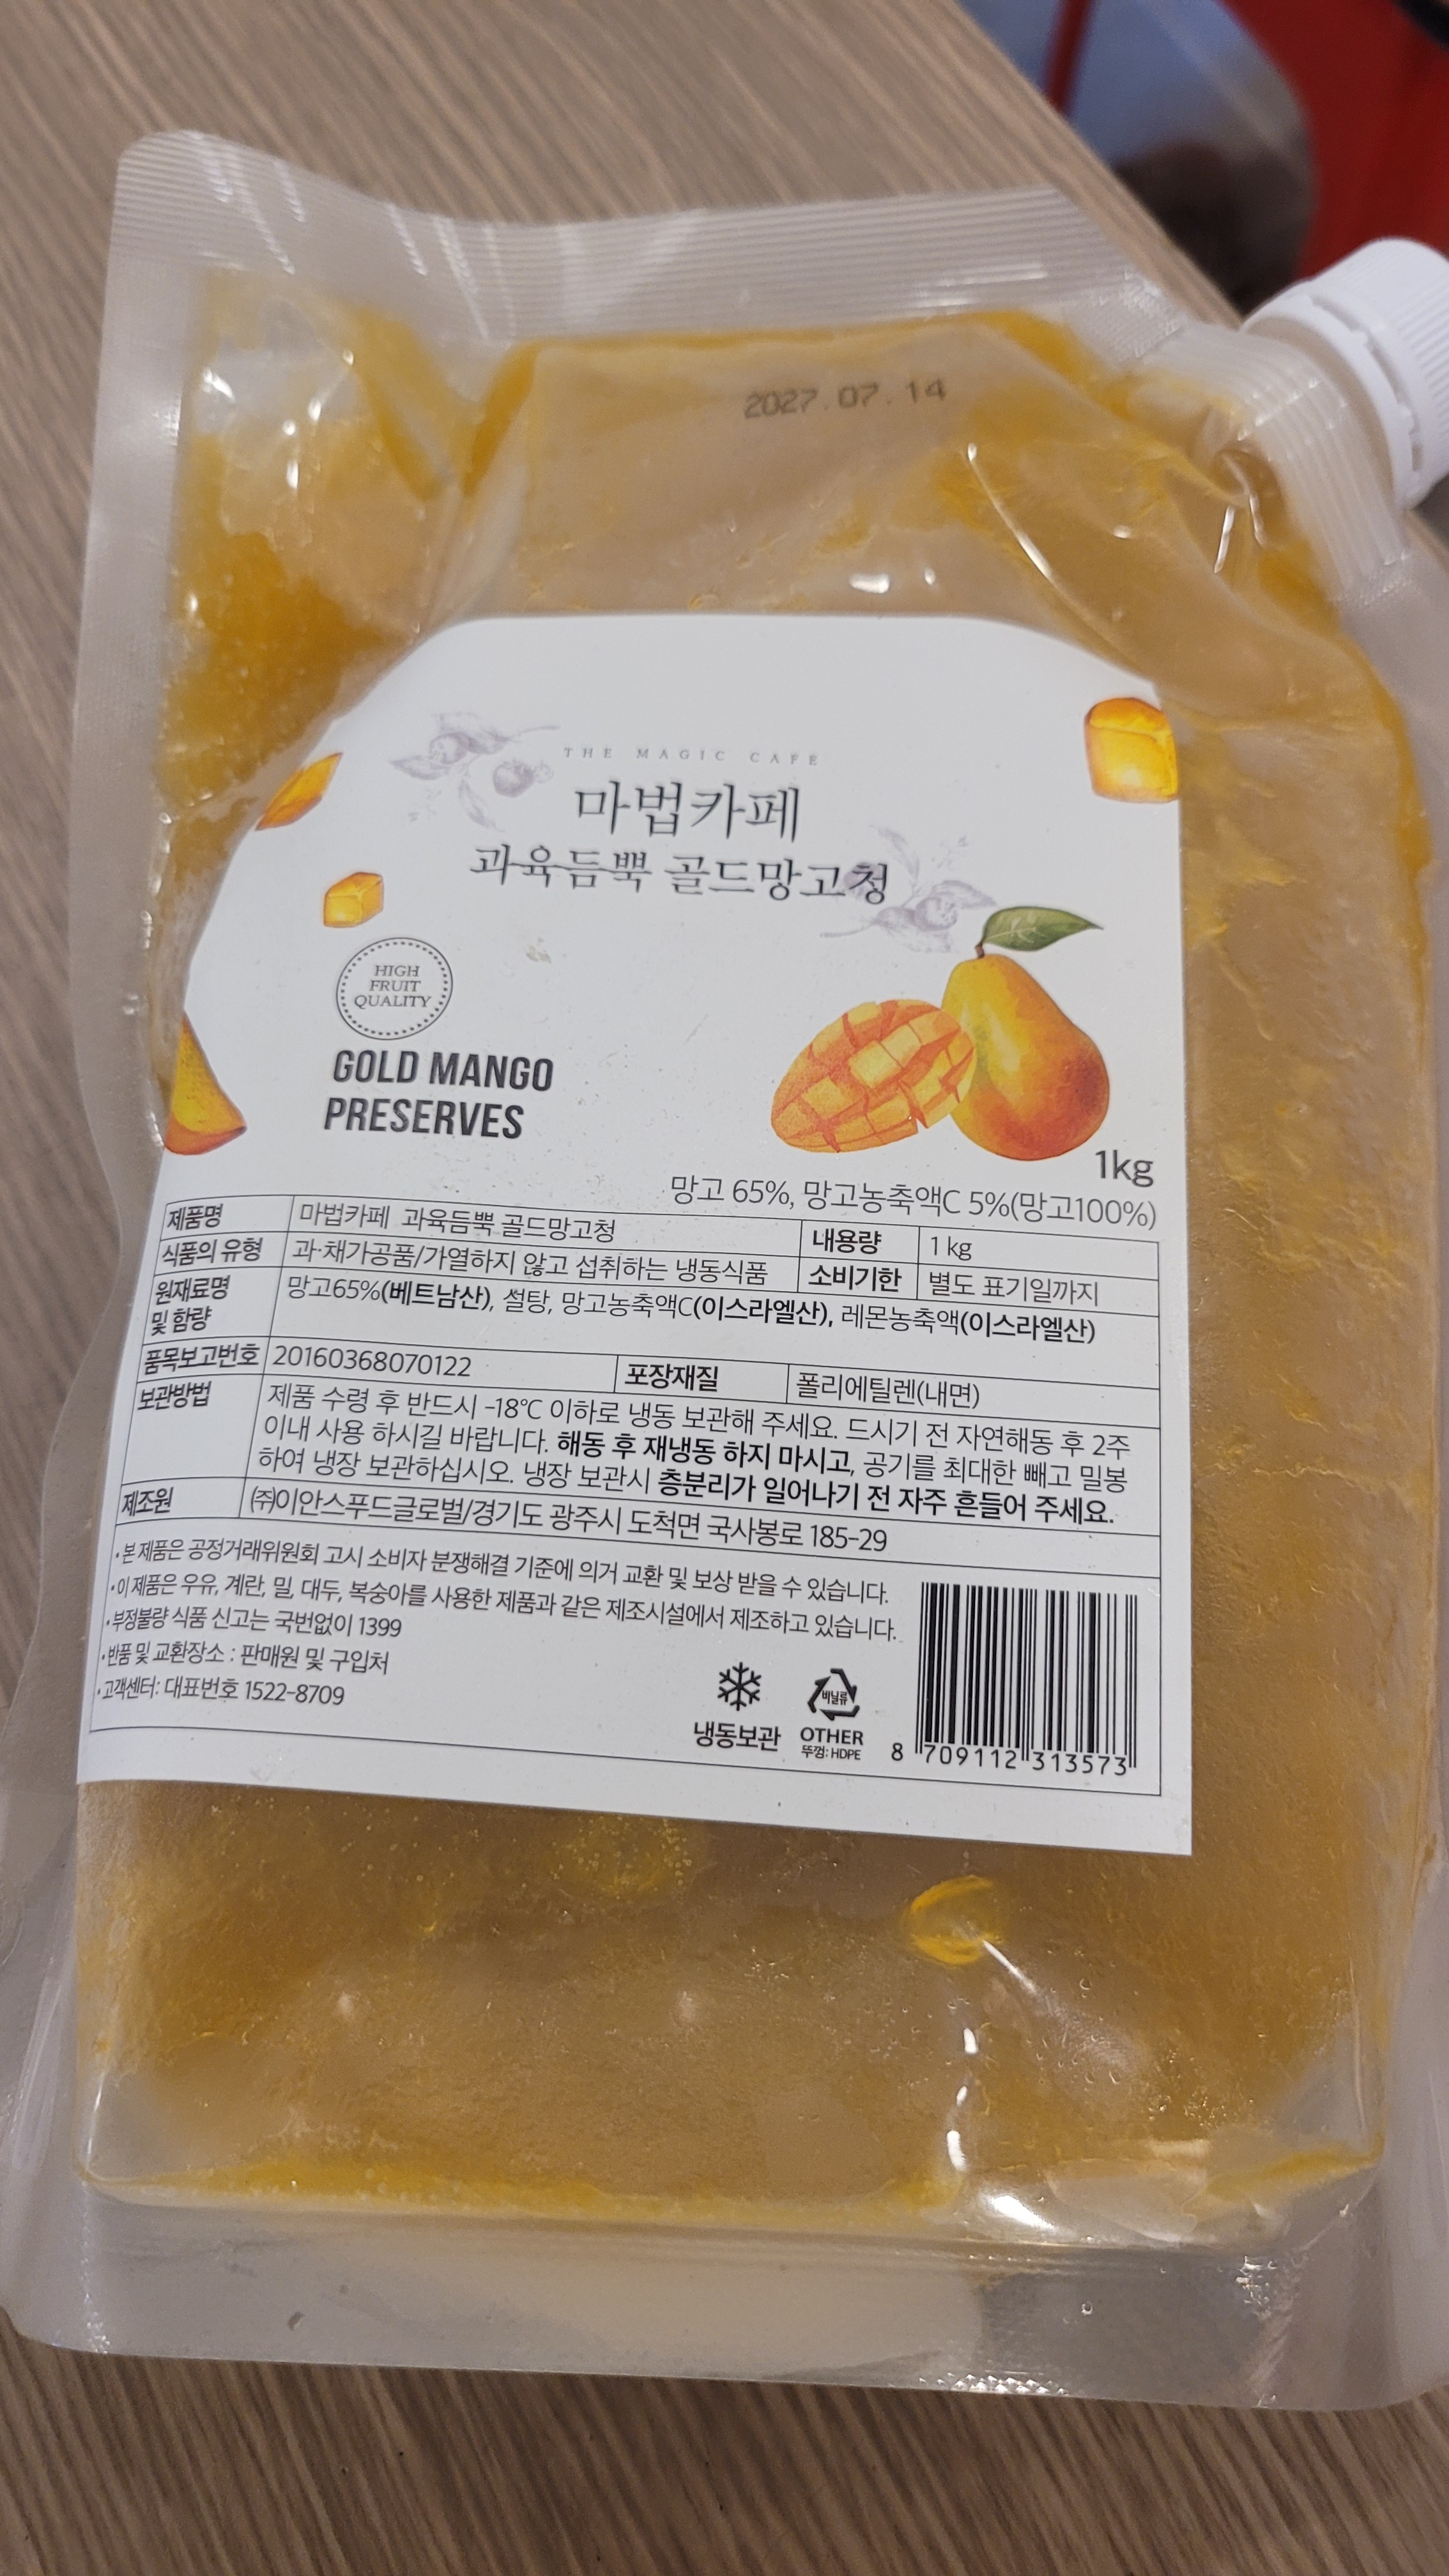 2027.07.14
THE MAGIC CAFE
마법카페
과육듬뿍 골드망고청
HIGH
FRUIT
QUALITY
GOLD MANGO
PRESERVES
1kg
망고 65%, 망고농축액C 5%(망고100%)
제품명 마법카페 과육듬뿍 골드망고청 내용량 1 kg
식품의 유형 과·채가공품/가열하지 않고 섭취하는 냉동식품 소비기한 별도 표기일까지
원재료명 및 함량 망고65%(베트남산), 설탕, 망고농축액C(이스라엘산), 레몬농축액(이스라엘산)
품목보고번호 20160368070122 포장재질 폴리에틸렌(내면)
보관방법 제품 수령 후 반드시 -18℃ 이하로 냉동 보관해 주세요. 드시기 전 자연해동 후 2주
이내 사용 하시길 바랍니다. 해동 후 재냉동 하지 마시고, 공기를 최대한 빼고 밀봉
하여 냉장 보관하십시오. 냉장 보관시 층분리가 일어나기 전 자주 흔들어 주세요.
제조원 ㈜이안스푸드글로벌/경기도 광주시 도척면 국사봉로 185-29
•본 제품은 공정거래위원회 고시 소비자 분쟁해결 기준에 의거 교환 및 보상 받을 수 있습니다.
•이 제품은 우유, 계란, 밀, 대두, 복숭아를 사용한 제품과 같은 제조시설에서 제조하고 있습니다.
•부정불량 식품 신고는 국번없이 1399
•반품 및 교환장소 : 판매원 및 구입처
•고객센터: 대표번호 1522-8709
냉동보관
비닐류
OTHER
뚜껑: HDPE
8 709112 313573